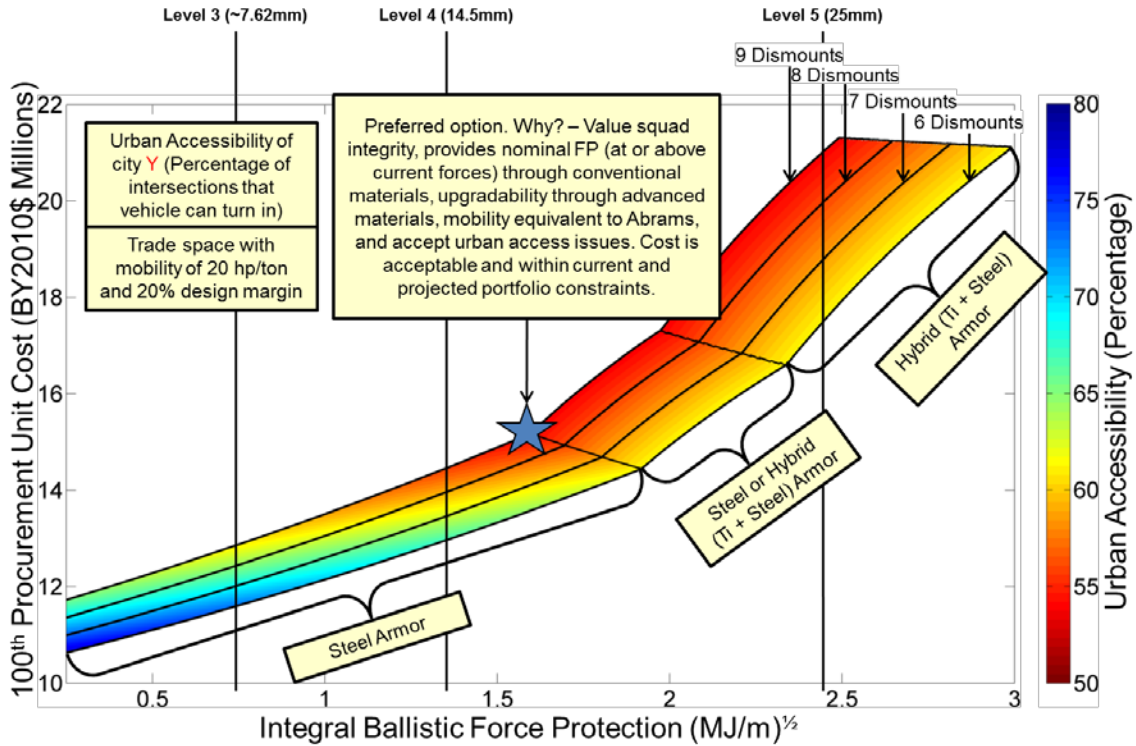 Level 3 (~7.62mm)
Level 4 (14.5mm)
Level 5 (25mm)
9 Dismounts
8 Dismounts
7 Dismounts
6 Dismounts
100th Procurement Unit Cost (BY2010$ Millions)
22
20
18
16
14
12
10
Urban Accessibility of
city Y (Percentage of
intersections that
vehicle can turn in)
Trade space with
mobility of 20 hp/ton
and 20% design margin
Preferred option. Why? – Value squad
integrity, provides nominal FP (at or above
current forces) through conventional
materials, upgradability through advanced
materials, mobility equivalent to Abrams,
and accept urban access issues. Cost is
acceptable and within current and
projected portfolio constraints.
Hybrid (Ti + Steel)
Armor
Steel or Hybrid
(Ti + Steel) Armor
Steel Armor
0.5
1
1.5
2
2.5
3
Integral Ballistic Force Protection (MJ/m)½
80
75
70
65
60
55
50
Urban Accessibility (Percentage)